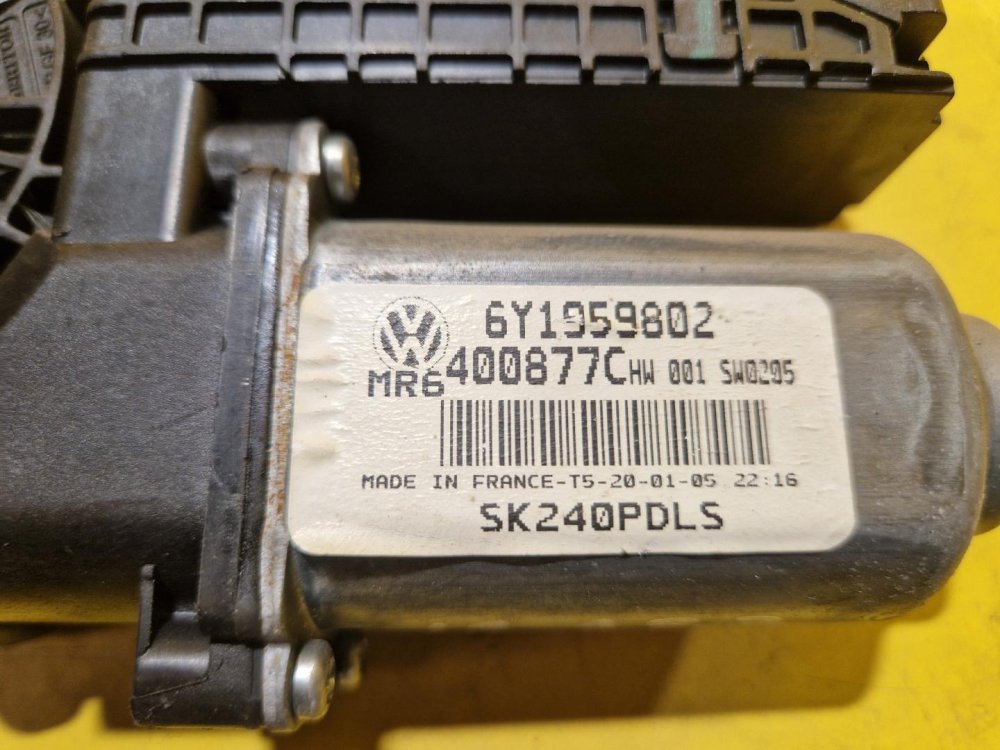 6Y1959802
MR6 400877C HW 001 SW0205
MADE IN FRANCE-T5-20-01-05 22:16
SK240PDLS